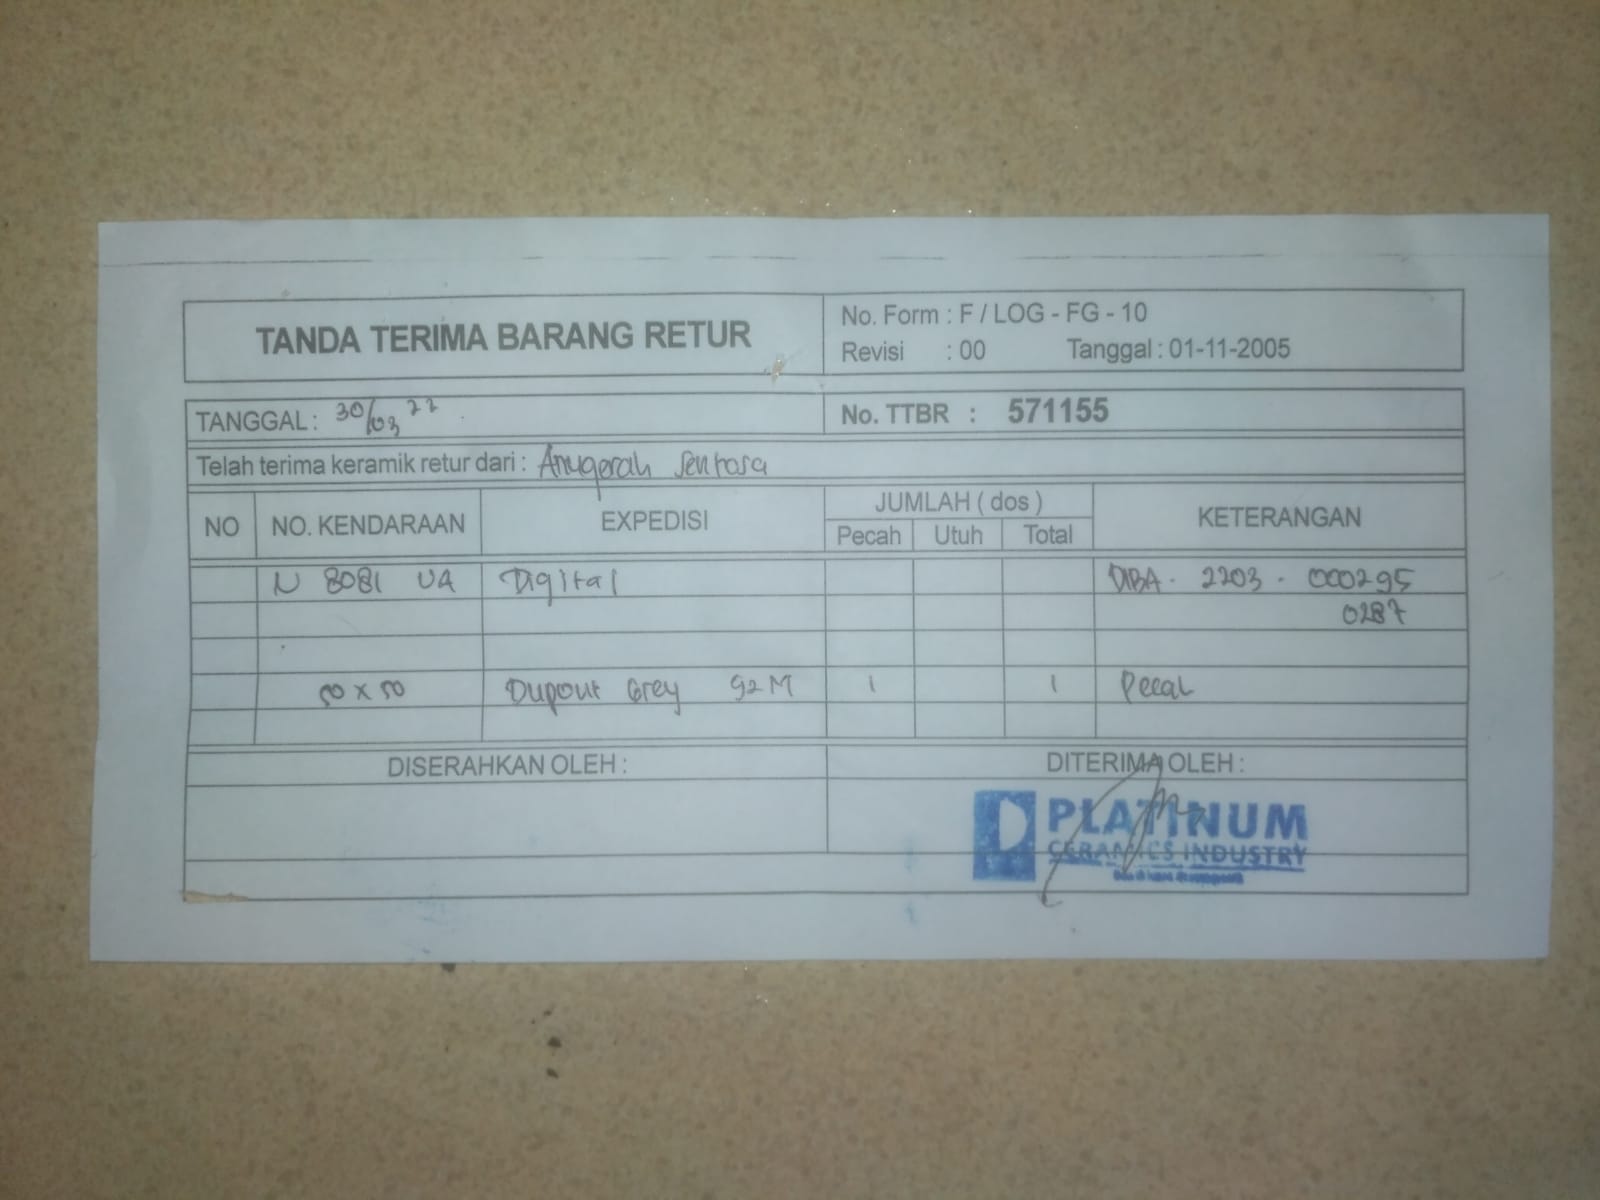 TANDA TERIMA BARANG RETUR
No. Form : F / LOG - FG - 10
Revisi : 00 Tanggal : 01-11-2005
TANGGAL : 30/03 22
No. TTBR : 571155
Telah terima keramik retur dari : Anugerah Sentosa
NO NO. KENDARAAN EXPEDISI JUMLAH ( dos ) KETERANGAN
Pecah Utuh Total
N 8081 UA Digital DIBA - 2203 - 000295
0287
50 x 50 Dupont Grey 92 M 1 1 Pecah
DISERAHKAN OLEH : DITERIMA OLEH :
PLATINUM
CERAMICS INDUSTRY